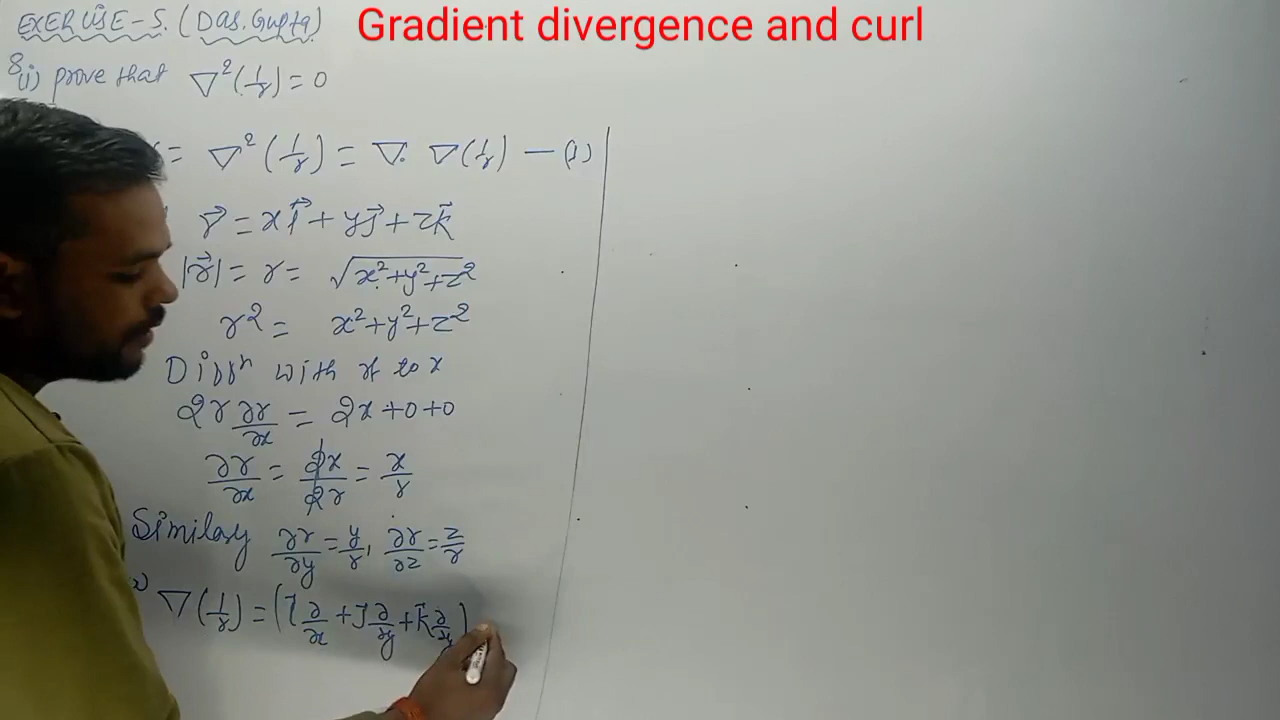 Gradient divergence and curl
EXERCISE-5. (Das.Gupta)
8(i) prove that ∇²(1/r) = 0
= ∇²(1/r) = ∇. ∇(1/r) — (1)
r⃗ = xi⃗ + yj⃗ + zk⃗
|r⃗| = r = √x²+y²+z²
r² = x²+y²+z²
Diffⁿ with rt to x
2r ∂r/∂x = 2x+0+0
∂r/∂x = 2x/2r = x/r
Similay ∂r/∂y = y/r, ∂r/∂z = z/r
∇(1/r) = (i⃗ ∂/∂x + j⃗ ∂/∂y + k⃗ ∂/∂y)